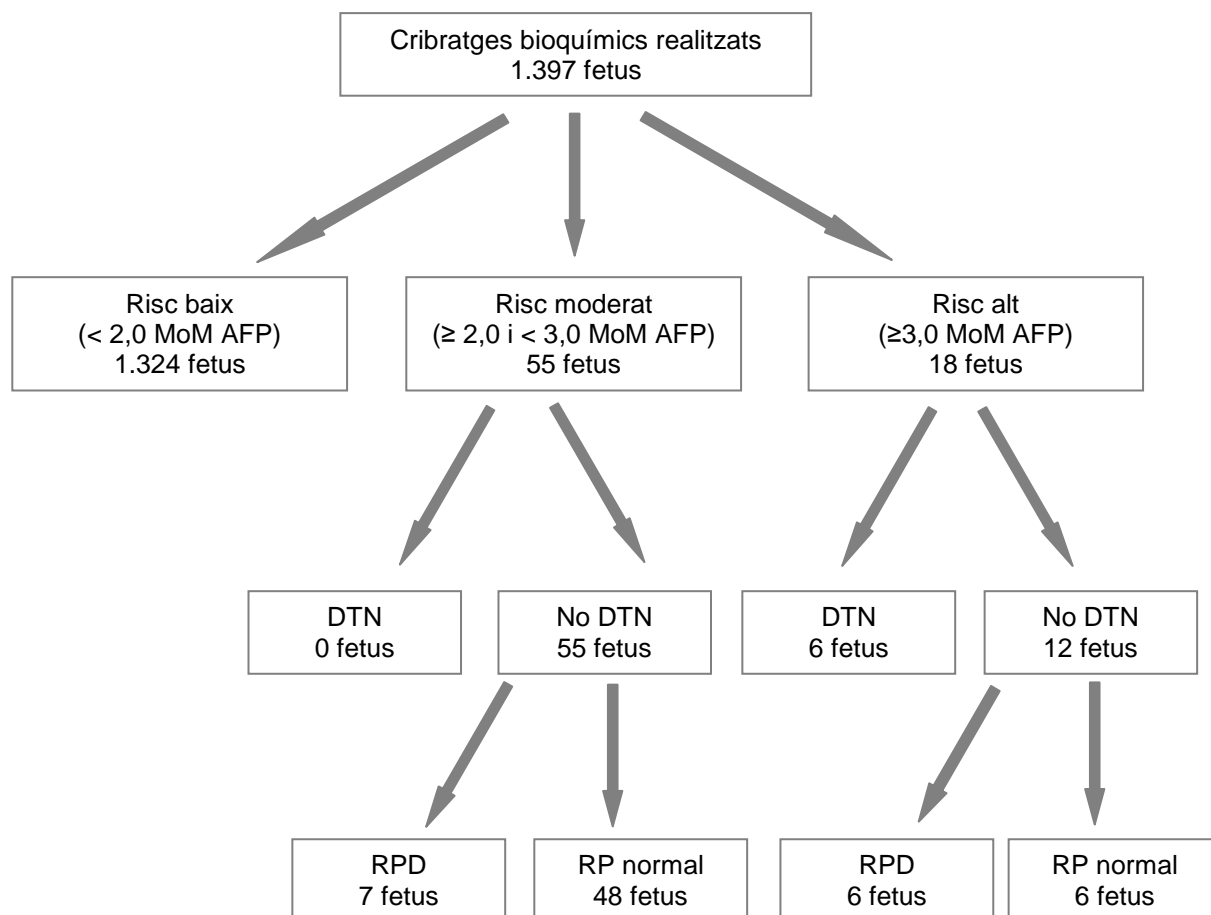 Cribratges bioquímics realitzats
1.397 fetus
Risc baix
(< 2,0 MoM AFP)
1.324 fetus
Risc moderat
(≥ 2,0 i < 3,0 MoM AFP)
55 fetus
Risc alt
(≥3,0 MoM AFP)
18 fetus
DTN
0 fetus
No DTN
55 fetus
DTN
6 fetus
No DTN
12 fetus
RPD
7 fetus
RP normal
48 fetus
RPD
6 fetus
RP normal
6 fetus